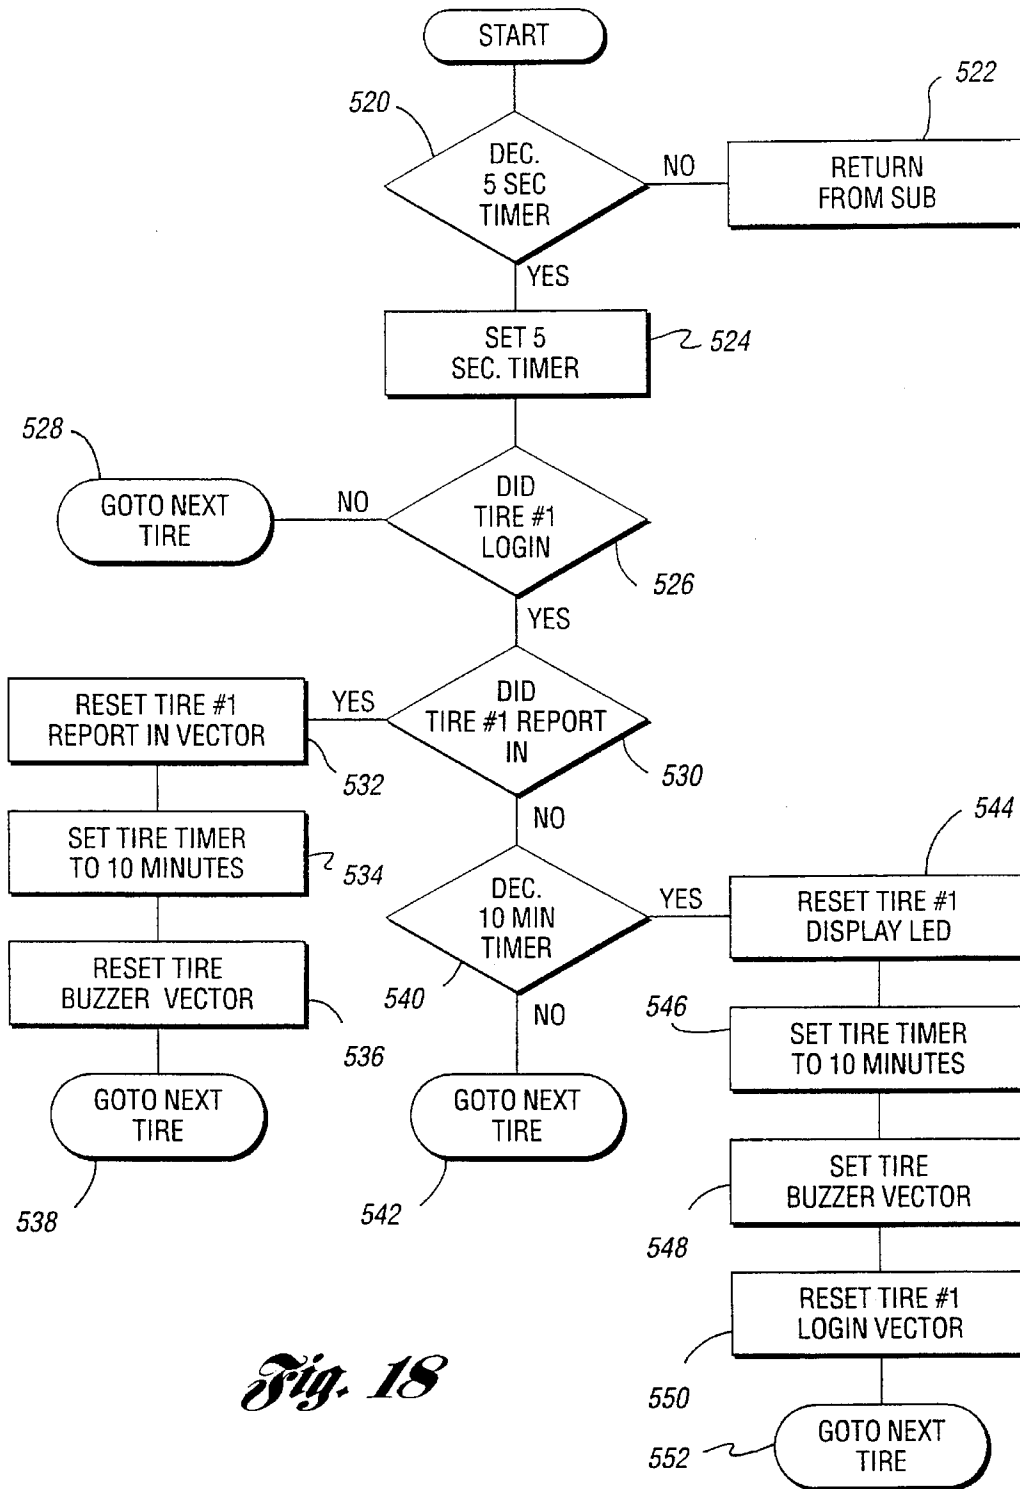 START
520
522
DEC.
5 SEC
TIMER
NO
RETURN
FROM SUB
YES
SET 5
SEC. TIMER
524
528
GOTO NEXT
TIRE
NO
DID
TIRE #1
LOGIN
526
YES
RESET TIRE #1
REPORT IN VECTOR
YES
DID
TIRE #1 REPORT
IN
532
530
NO
544
SET TIRE TIMER
TO 10 MINUTES
534
DEC.
10 MIN
TIMER
YES
RESET TIRE #1
DISPLAY LED
RESET TIRE
BUZZER VECTOR
540
NO
546
536
SET TIRE TIMER
TO 10 MINUTES
GOTO NEXT
TIRE
GOTO NEXT
TIRE
538
542
SET TIRE
BUZZER VECTOR
548
RESET TIRE #1
LOGIN VECTOR
Fig. 18
550
GOTO NEXT
TIRE
552